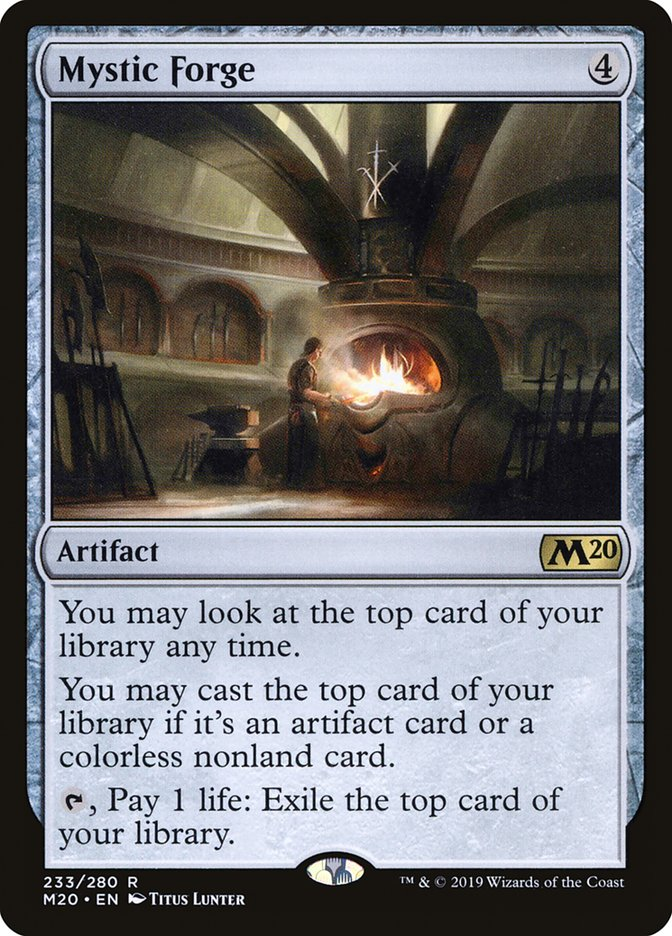 Mystic Forge 4
Artifact M20
You may look at the top card of your
library any time.
You may cast the top card of your
library if it's an artifact card or a
colorless nonland card.
, Pay 1 life: Exile the top card of
your library.
233/280 R
M20 • EN Titus Lunter
™ & © 2019 Wizards of the Coast